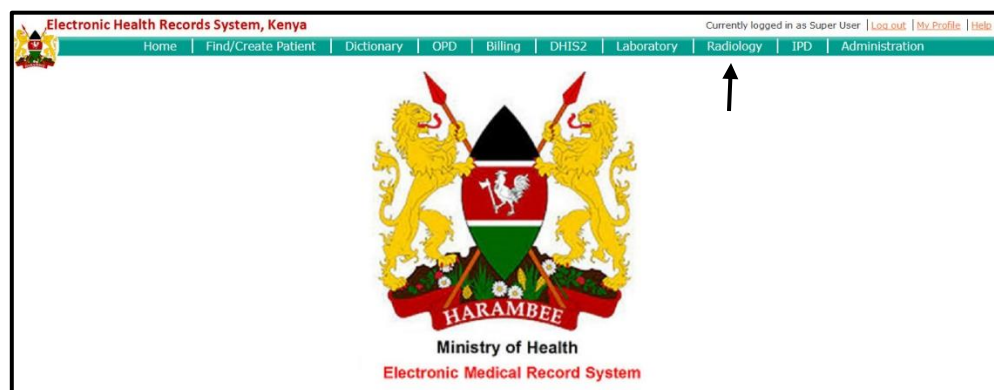 Electronic Health Records System, Kenya
Currently logged in as Super User | Log out | My Profile | Help
Home | Find/Create Patient | Dictionary | OPD | Billing | DHIS2 | Laboratory | Radiology | IPD | Administration
HARAMBEE
Ministry of Health
Electronic Medical Record System